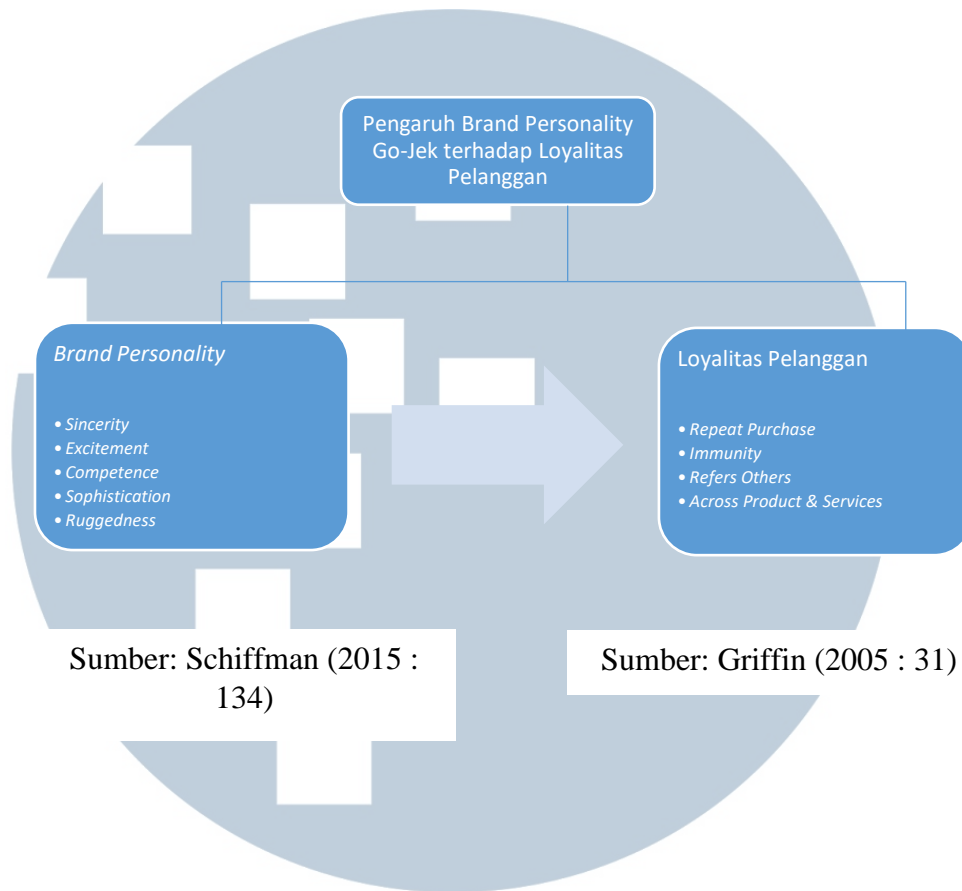 Pengaruh Brand Personality
Go-Jek terhadap Loyalitas
Pelanggan
Brand Personality
• Sincerity
• Excitement
• Competence
• Sophistication
• Ruggedness
Loyalitas Pelanggan
• Repeat Purchase
• Immunity
• Refers Others
• Across Product & Services
Sumber: Schiffman (2015 :
134)
Sumber: Griffin (2005 : 31)